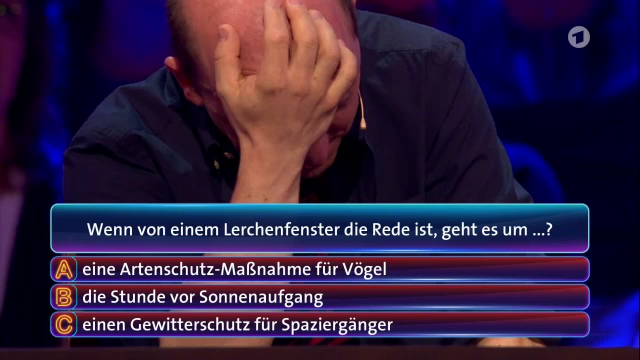 Wenn von einem Lerchenfenster die Rede ist, geht es um ...?
A eine Artenschutz-Maßnahme für Vögel
B die Stunde vor Sonnenaufgang
C einen Gewitterschutz für Spaziergänger